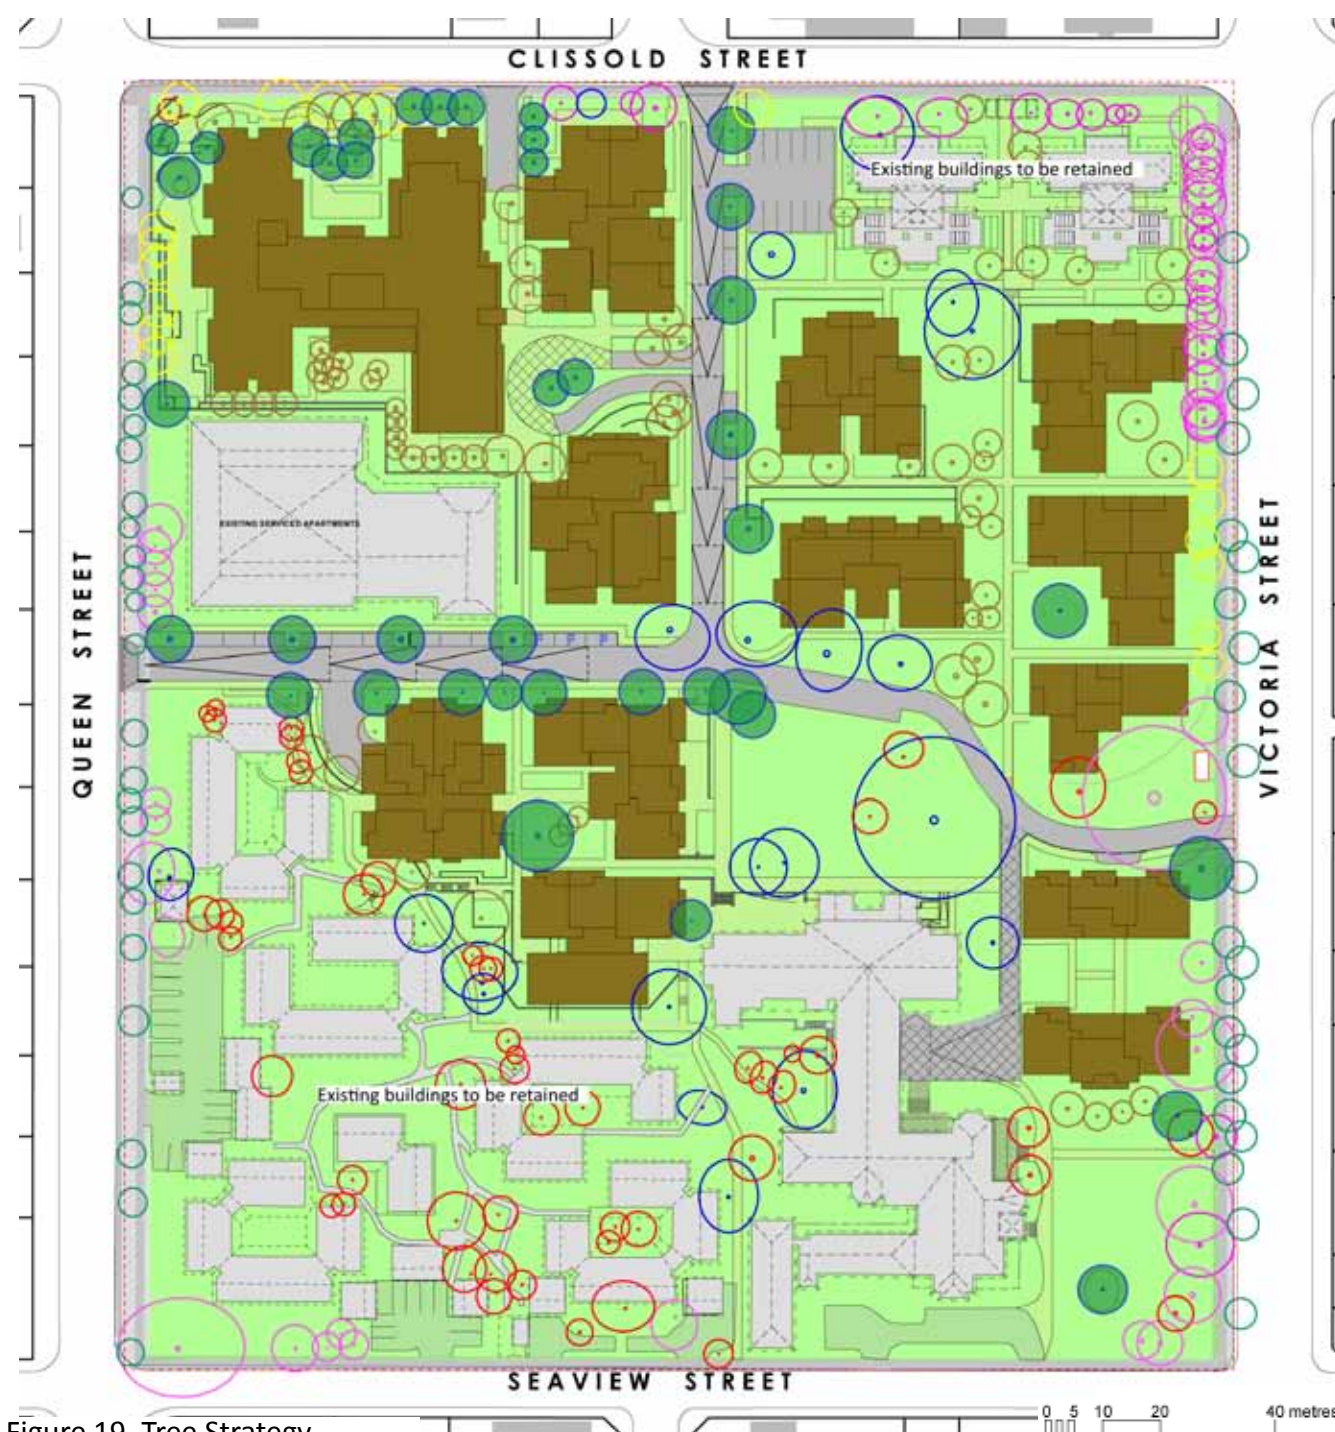 CLISSOLD STREET
Existing buildings to be retained
EXISTING SERVICED APARTMENTS
QUEEN STREET
VICTORIA STREET
Existing buildings to be retained
SEAVIEW STREET
0 5 10 20 40 metres
Figure 19 Tree Strategy